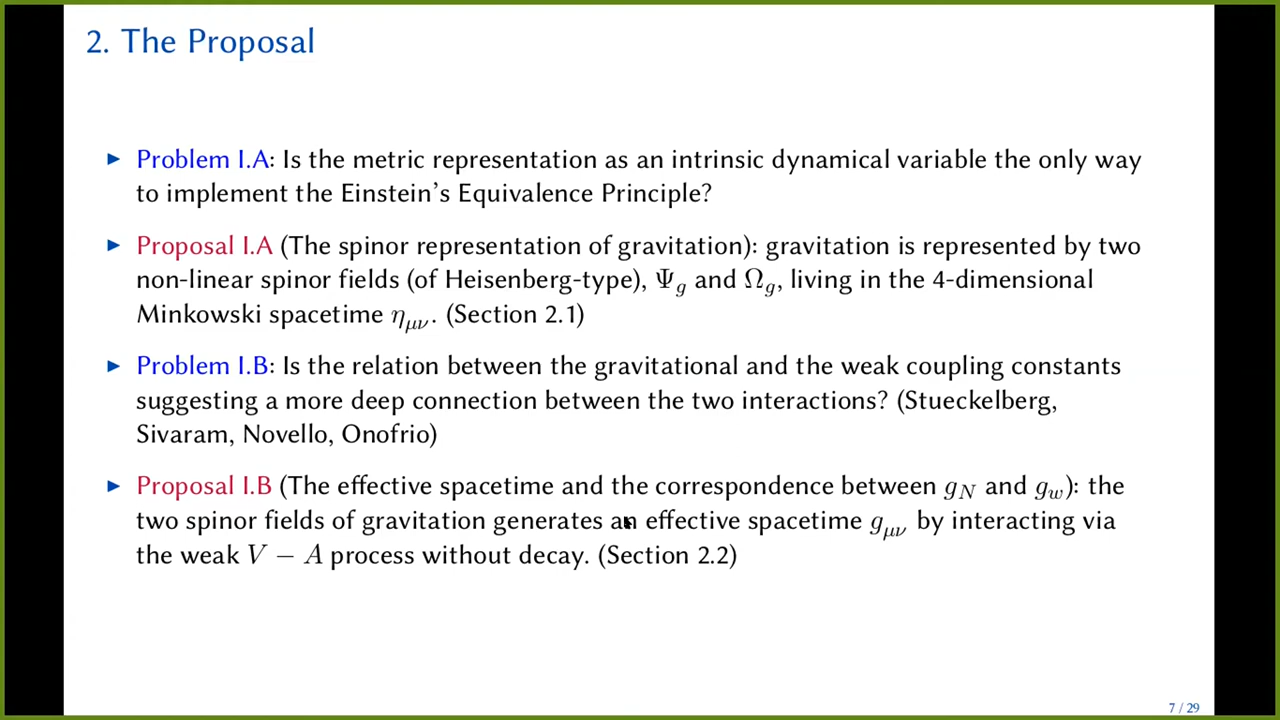 2. The Proposal
▶ Problem I.A: Is the metric representation as an intrinsic dynamical variable the only way
to implement the Einstein's Equivalence Principle?
▶ Proposal I.A (The spinor representation of gravitation): gravitation is represented by two
non-linear spinor fields (of Heisenberg-type), Ψ_g and Ω_g, living in the 4-dimensional
Minkowski spacetime η_μν. (Section 2.1)
▶ Problem I.B: Is the relation between the gravitational and the weak coupling constants
suggesting a more deep connection between the two interactions? (Stueckelberg,
Sivaram, Novello, Onofrio)
▶ Proposal I.B (The effective spacetime and the correspondence between g_N and g_w): the
two spinor fields of gravitation generates an effective spacetime g_μν by interacting via
the weak V − A process without decay. (Section 2.2)
7 / 29